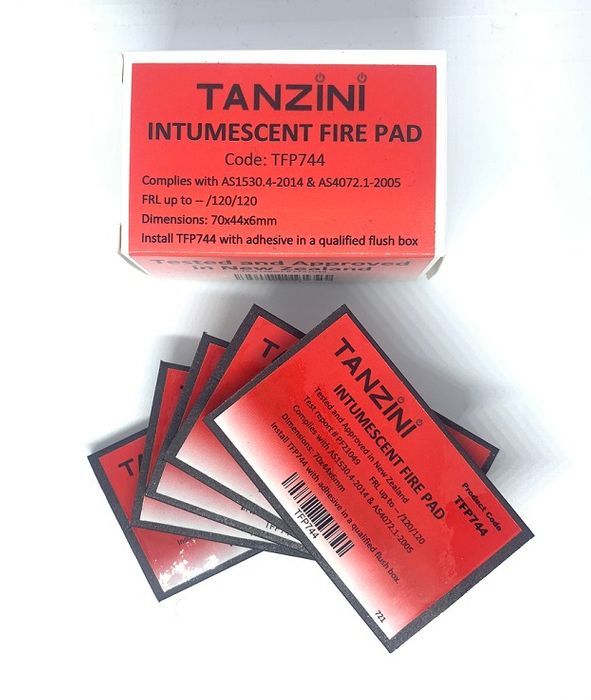 TANZINI
INTUMESCENT FIRE PAD
Code: TFP744
Complies with AS1530.4-2014 & AS4072.1-2005
FRL up to -- /120/120
Dimensions: 70x44x6mm
Install TFP744 with adhesive in a qualified flush box
Tested and Approved
in New Zealand
TANZINI
INTUMESCENT FIRE PAD
Tested and Approved in New Zealand
Test report # PF21049 FRL up to -- /120/120
Complies with AS1530.4-2014 & AS4072.1-2005
Dimensions: 70x44x6mm
Install TFP744 with adhesive in a qualified flush box.
TFP744
Product Code
TFP744
721